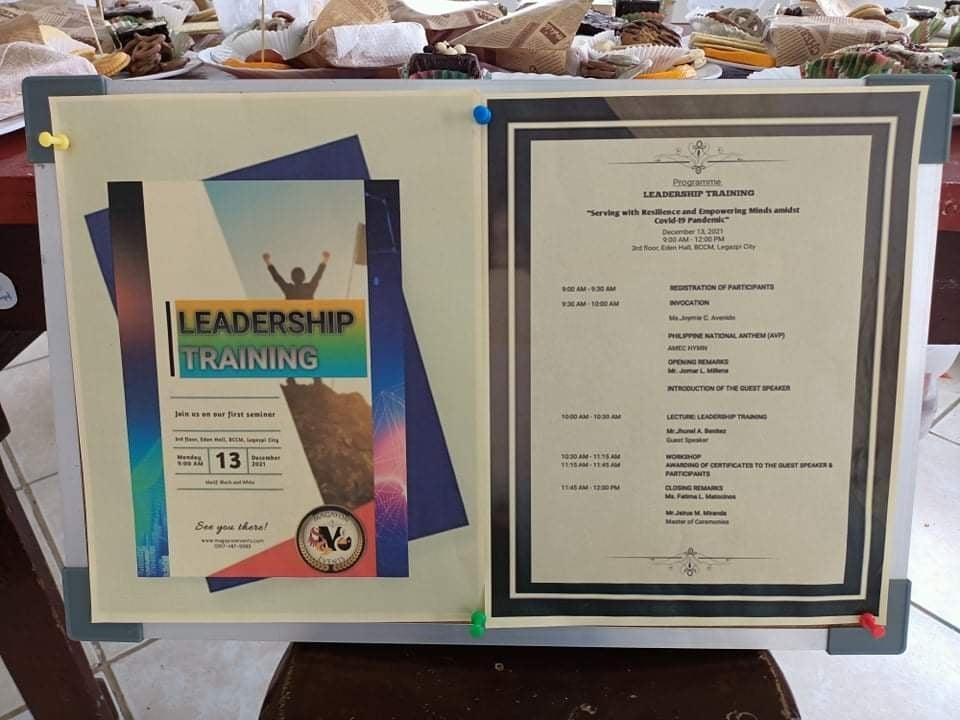 LEADERSHIP
TRAINING
Join us on our first seminar
3rd floor, Eden Hall, BCCM, Legazpi City
Monday
9:00 AM
13
December
2021
Motif: Black and White
See you there!
MAGAYON
EVENTS
Programme
LEADERSHIP TRAINING
"Serving with Resilience and Empowering Minds amidst
Covid-19 Pandemic"
December 13, 2021
9:00 AM - 12:00 PM
3rd floor, Eden Hall, BCCM, Legazpi City
9:00 AM - 9:30 AM REGISTRATION OF PARTICIPANTS
9:30 AM - 10:00 AM INVOCATION
Ms.Joymie C. Avenido
PHILIPPINE NATIONAL ANTHEM (AVP)
AMEC HYMN
OPENING REMARKS
Mr. Jomar L. Millena
INTRODUCTION OF THE GUEST SPEAKER
10:00 AM - 10:30 AM LECTURE: LEADERSHIP TRAINING
Mr.Jhunel A. Benitez
Guest Speaker
10:30 AM - 11:15 AM WORKSHOP
11:15 AM - 11:45 AM AWARDING OF CERTIFICATES TO THE GUEST SPEAKER &
PARTICIPANTS
11:45 AM - 12:00 PM CLOSING REMARKS
Ms. Fatima L. Matocinos
Mr.Jairus M. Miranda
Master of Ceremonies